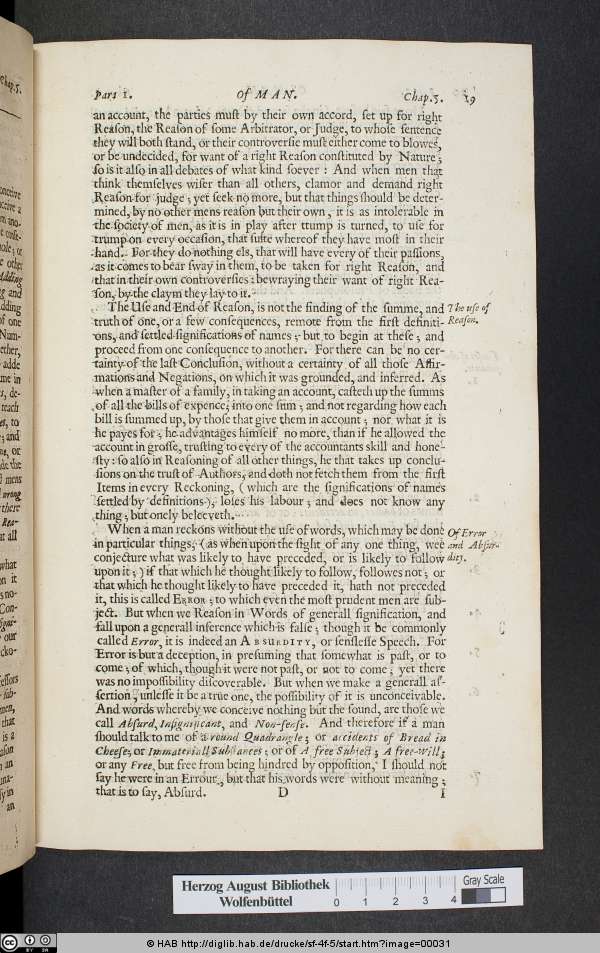 Part 1. Of MAN. Chap.5. 19
an account, the parties muſt by their own accord, ſet up for right
Reaſon, the Reaſon of ſome Arbitrator, or Judge, to whoſe ſentence
they will both ſtand, or their controverſie muſt either come to blowes,
or be undecided, for want of a right Reaſon conſtituted by Nature;
ſo is it alſo in all debates of what kind ſoever: And when men that
think themſelves wiſer than all others, clamor and demand right
Reaſon for judge; yet ſeek no more, but that things ſhould be deter-
mined, by no other mens reaſon but their own, it is as intolerable in
the ſociety of men, as it is in play after trump is turned, to uſe for
trump on every occaſion, that ſuite whereof they have moſt in their
hand. For they do nothing els, that will have every of their paſſions,
as it comes to bear ſway in them, to be taken for right Reaſon, and
that in their own controverſies: bewraying their want of right Rea-
ſon, by the claym they lay to it.
The Uſe and End of Reaſon, is not the finding of the ſumme, and
The uſe of
truth of one, or a few conſequences, remote from the firſt definiti-
Reaſon.
ons, and ſettled ſignifications of names; but to begin at theſe; and
proceed from one conſequence to another. For there can be no cer-
tainty of the laſt Concluſion, without a certainty of all thoſe Affir-
mations and Negations, on which it was grounded, and inferred. As
when a maſter of a family, in taking an account, caſteth up the ſumms
of all the bills of expence, into one ſum; and not regarding how each
bill is ſummed up, by thoſe that give them in account; nor what it is
he payes for; he advantages himſelf no more, than if he allowed the
account in groſſe, truſting to every of the accountants skill and hone-
ſty: ſo alſo in Reaſoning of all other things, he that takes up conclu-
ſions on the truſt of Authors, and doth not fetch them from the firſt
Items in every Reckoning, (which are the ſignifications of names
ſettled by definitions), loſes his labour; and does not know any
thing; but onely beleeveth.
When a man reckons without the uſe of words, which may be done
Of Error
in particular things, (as when upon the ſight of any one thing, wee
and Abſur-
conjecture what was likely to have preceded, or is likely to follow
dity.
upon it;) if that which he thought likely to follow, followes not; or
that which he thought likely to have preceded it, hath not preceded
it, this is called ERROR; to which even the moſt prudent men are ſub-
ject. But when we Reaſon in Words of generall ſignification, and
fall upon a generall inference which is falſe; though it be commonly
called Error, it is indeed an ABSURDITY, or ſenſleſſe Speech. For
Error is but a deception, in preſuming that ſomewhat is paſt, or to
come; of which, though it were not paſt, or not to come; yet there
was no impoſſibility diſcoverable. But when we make a generall aſ-
ſertion, unleſſe it be a true one, the poſſibility of it is unconceivable.
And words whereby we conceive nothing but the ſound, are thoſe we
call Abſurd, Inſignificant, and Non-ſenſe. And therefore if a man
ſhould talk to me of a round Quadrangle; or accidents of Bread in
Cheeſe; or Immateriall Subſtances; or of A free Subject; A free-Will;
or any Free, but free from being hindred by oppoſition, I ſhould not
ſay he were in an Errour; but that his words were without meaning;
that is to ſay, Abſurd. D I
Herzog August Bibliothek
Wolfenbüttel
0 1 2 3 4
Gray Scale
© HAB http://diglib.hab.de/drucke/sf-4f-5/start.htm?image=00031